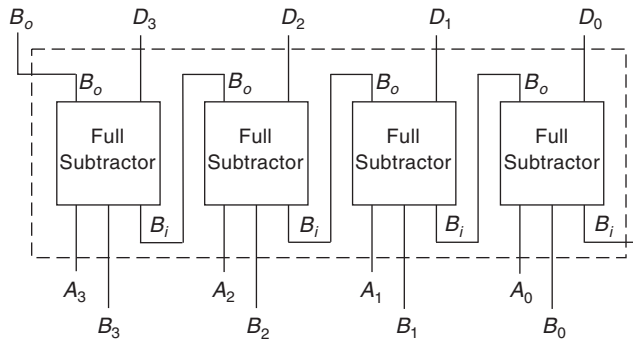 Bo D3 D2 D1 D0
Bo Bo Bo Bo
Full Subtractor Full Subtractor Full Subtractor Full Subtractor
Bi Bi Bi Bi
A3 A2 A1 A0
B3 B2 B1 B0